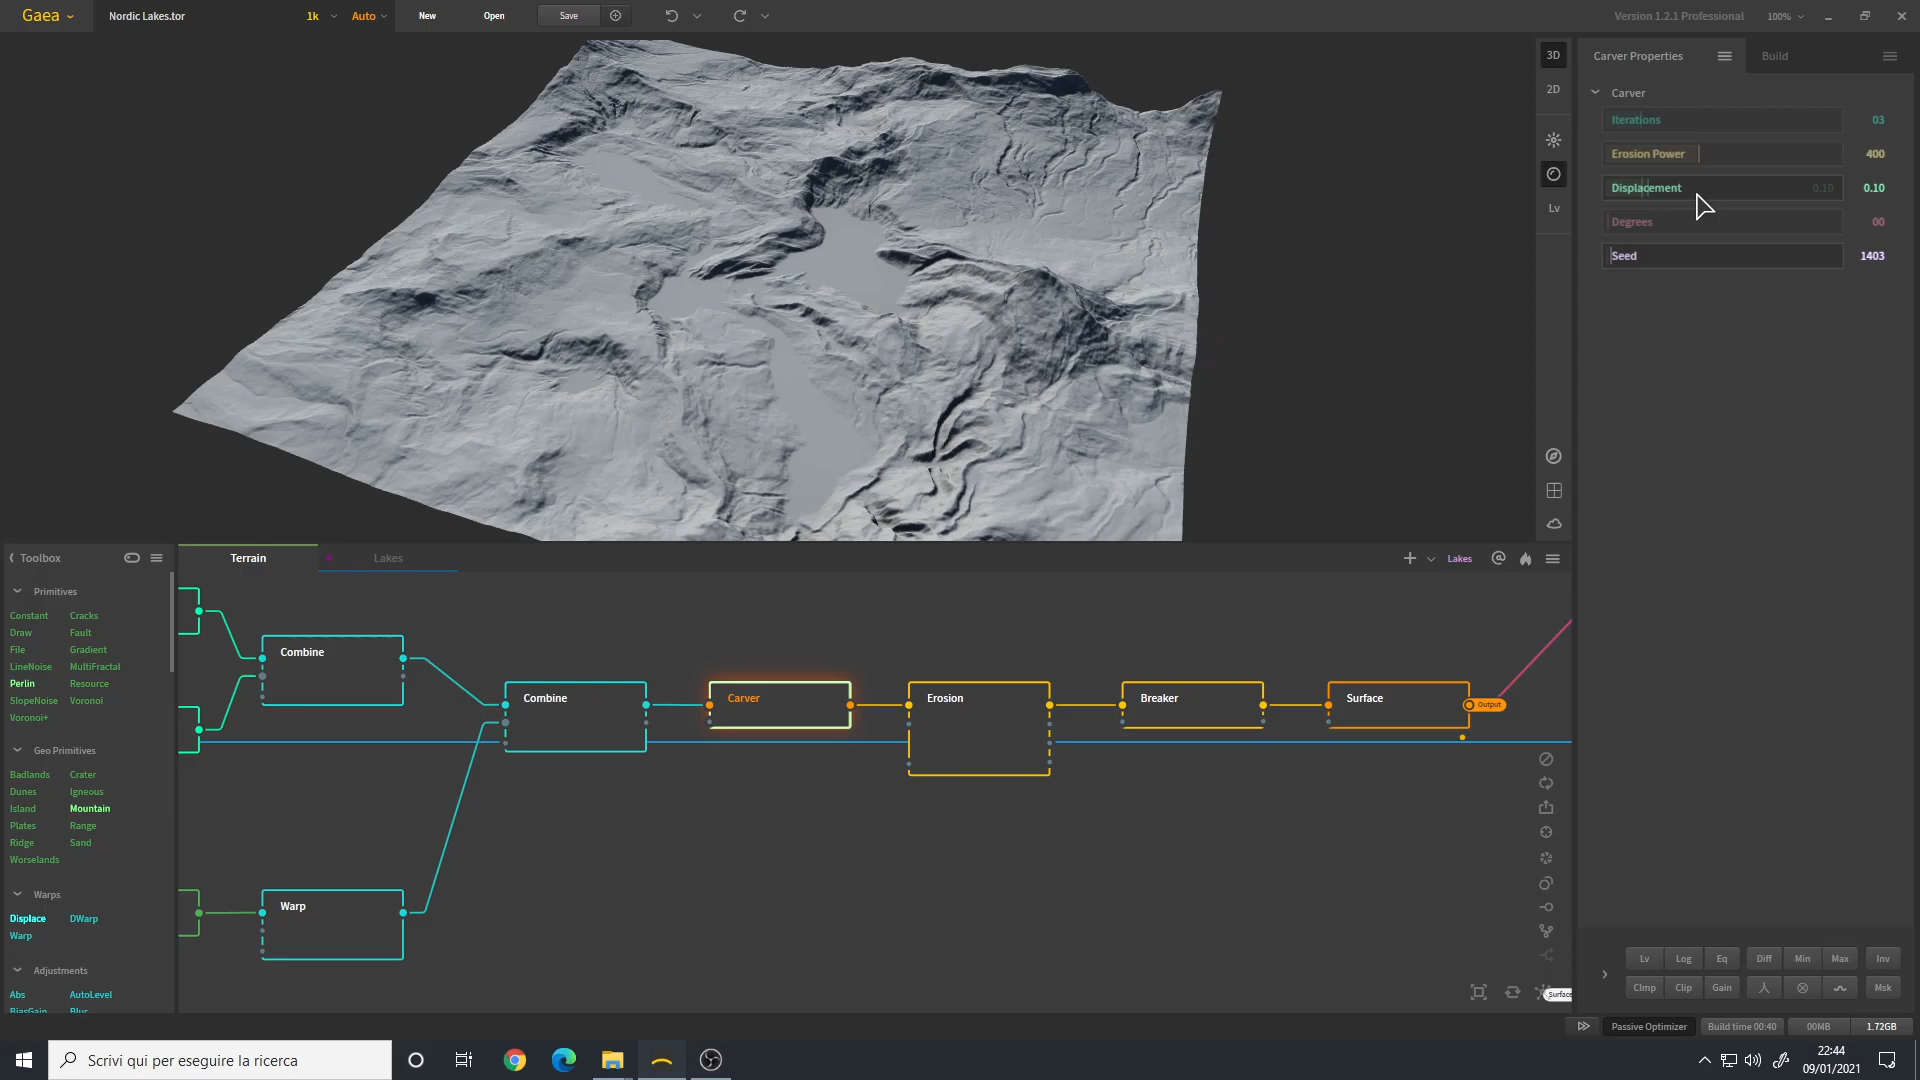 Gaea
Nordic Lakes.tor
1k
Auto
New
Open
Save
Version 1.2.1 Professional
100%
3D
2D
Lv
Carver Properties
Build
Carver
Iterations 03
Erosion Power 400
Displacement 0.10 0.10
Degrees 00
Seed 1403
Toolbox
Primitives
Constant Cracks
Draw Fault
File Gradient
LineNoise MultiFractal
Perlin Resource
SlopeNoise Voronoi
Voronoi+
Geo Primitives
Badlands Crater
Dunes Igneous
Island Mountain
Plates Range
Ridge Sand
Worselands
Warps
Displace DWarp
Warp
Adjustments
Abs AutoLevel
BiasGain Blur
Terrain
Lakes
Lakes
Combine
Combine
Carver
Erosion
Breaker
Surface
Output
Warp
Surface
Lv Log Eq Diff Min Max Inv
Clmp Clip Gain Msk
Passive Optimizer
Build time 00:40
00MB
1.72GB
Scrivi qui per eseguire la ricerca
22:44
09/01/2021